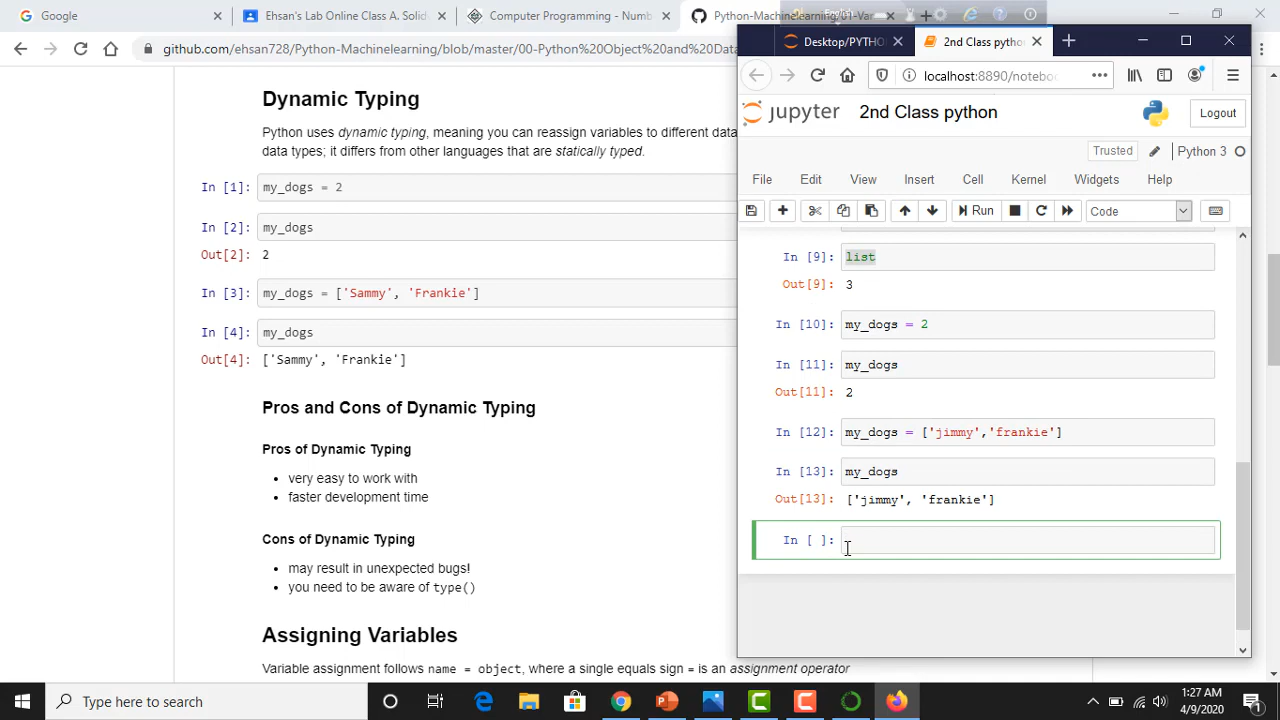 Google
Ehsan's Lab Online Class A. Solid
Computer Programming - Numb
Python-Machinelearning/01-Var
English
github.com/ehsan728/Python-Machinelearning/blob/master/00-Python%20Object%20and%20Data
Dynamic Typing
Python uses dynamic typing, meaning you can reassign variables to different data
data types; it differs from other languages that are statically typed.
In [1]: my_dogs = 2
In [2]: my_dogs
Out[2]: 2
In [3]: my_dogs = ['Sammy', 'Frankie']
In [4]: my_dogs
Out[4]: ['Sammy', 'Frankie']
Pros and Cons of Dynamic Typing
Pros of Dynamic Typing
• very easy to work with
• faster development time
Cons of Dynamic Typing
• may result in unexpected bugs!
• you need to be aware of type()
Assigning Variables
Variable assignment follows name = object, where a single equals sign = is an assignment operator
Desktop/PYTHO
2nd Class python
localhost:8890/notebo
jupyter 2nd Class python
Logout
Trusted
Python 3
File Edit View Insert Cell Kernel Widgets Help
Run
Code
In [9]: list
Out[9]: 3
In [10]: my_dogs = 2
In [11]: my_dogs
Out[11]: 2
In [12]: my_dogs = ['jimmy','frankie']
In [13]: my_dogs
Out[13]: ['jimmy', 'frankie']
In [ ]:
Type here to search
1:27 AM
4/9/2020
1